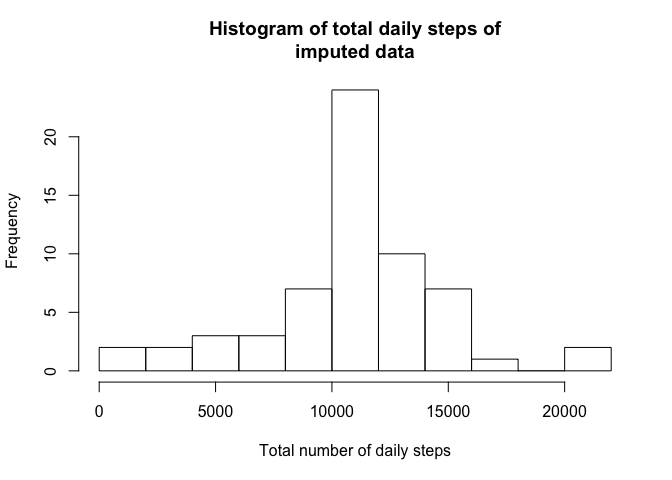 Histogram of total daily steps of
imputed data
Frequency
20
15
10
5
0
0 5000 10000 15000 20000
Total number of daily steps